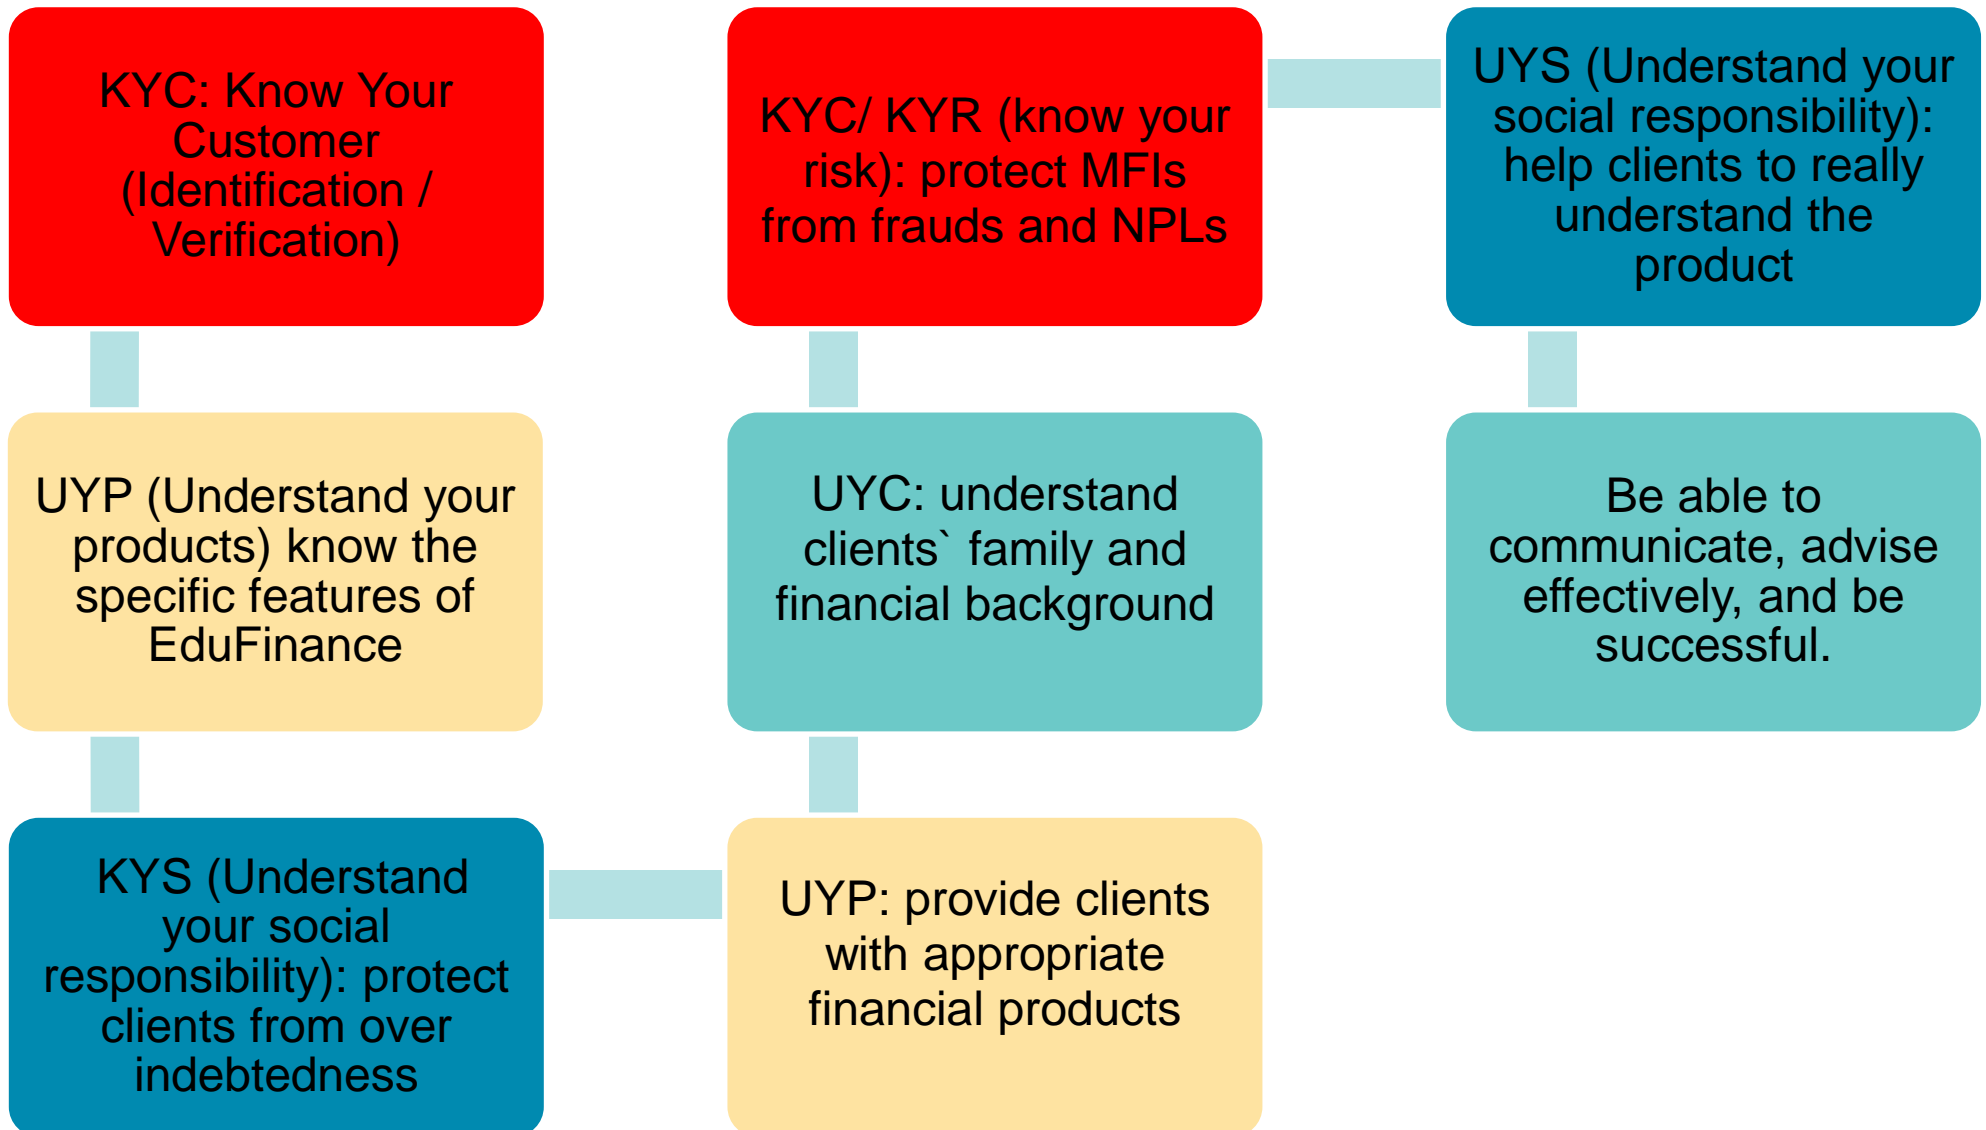 KYC: Know Your
Customer
(Identification /
Verification)
UYP (Understand your
products) know the
specific features of
EduFinance
KYS (Understand
your social
responsibility): protect
clients from over
indebtedness
UYP: provide clients
with appropriate
financial products
UYC: understand
clients` family and
financial background
KYC/ KYR (know your
risk): protect MFIs
from frauds and NPLs
UYS (Understand your
social responsibility):
help clients to really
understand the
product
Be able to
communicate, advise
effectively, and be
successful.